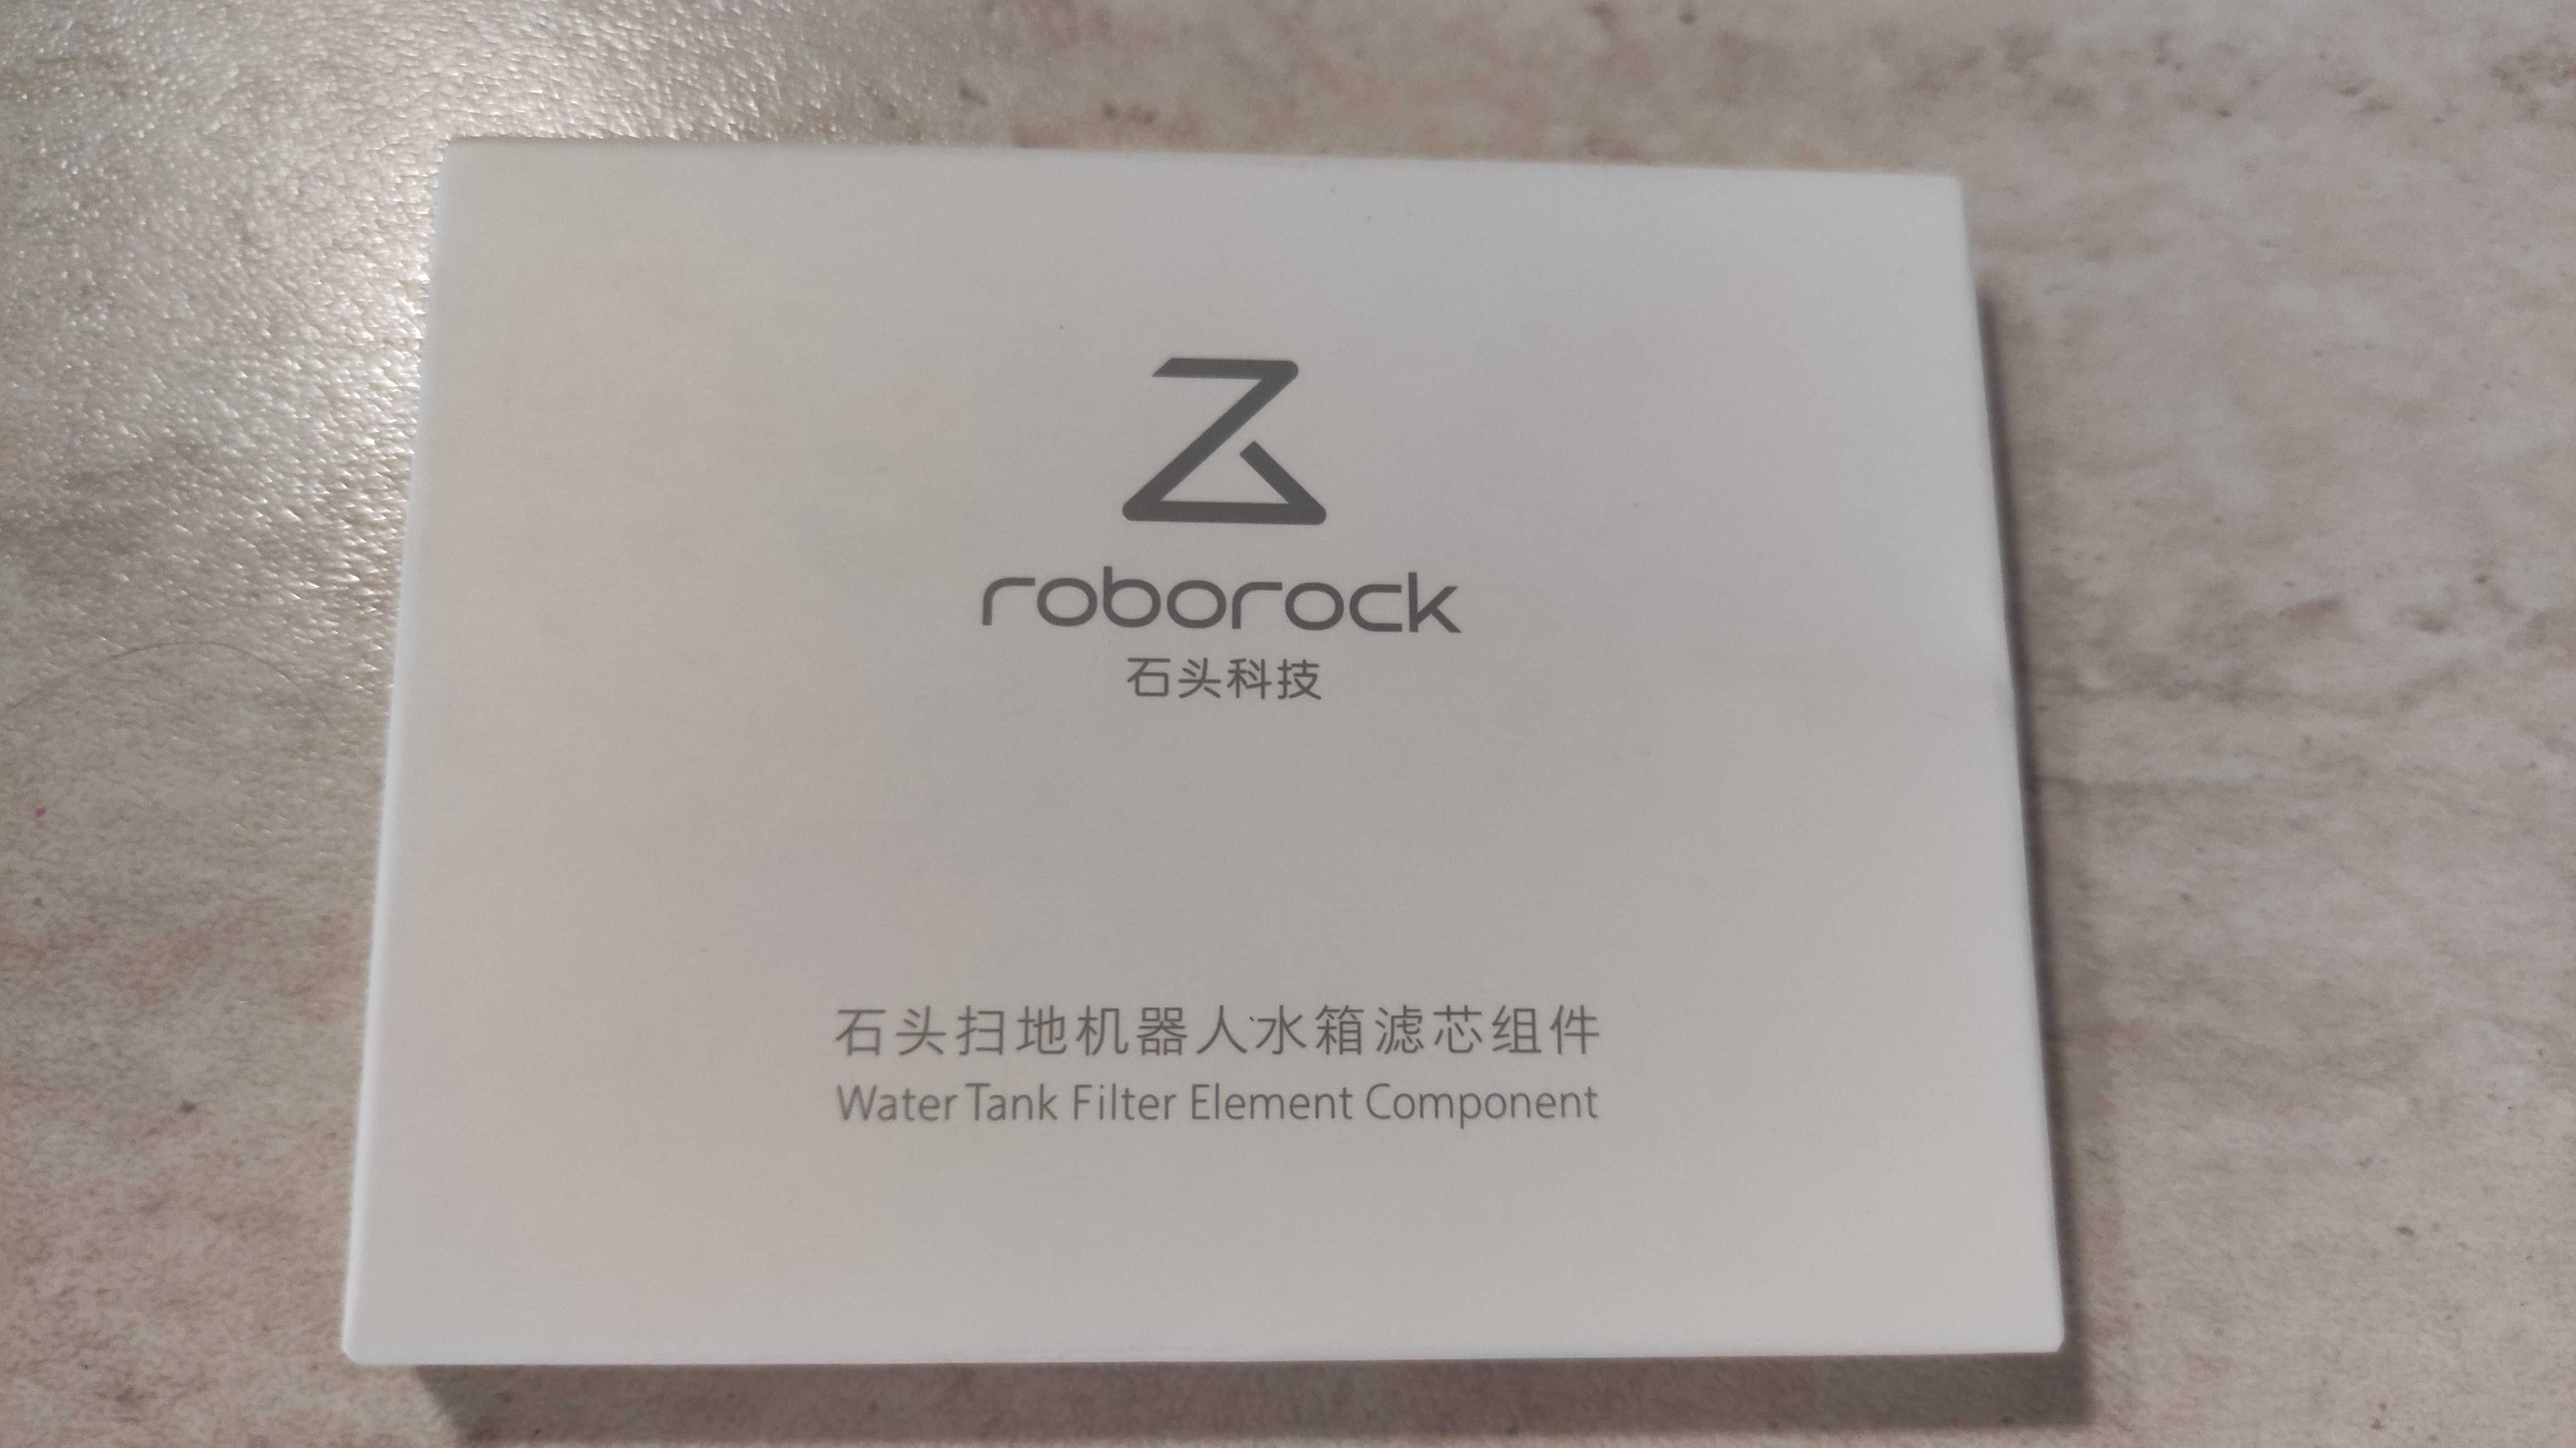 roborock
石头科技
石头扫地机器人水箱滤芯组件
Water Tank Filter Element Component